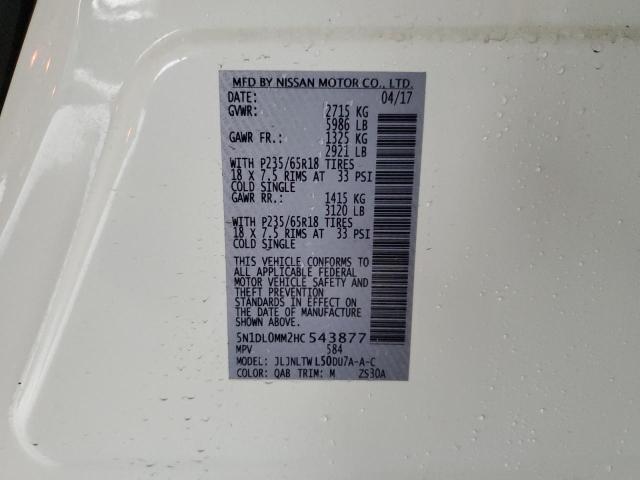 MFD BY NISSAN MOTOR CO., LTD.
DATE: 04/17
GVWR: 2715 KG
5986 LB
GAWR FR.: 1325 KG
2921 LB
WITH P235/65R18 TIRES
18 X 7.5 RIMS AT 33 PSI
COLD SINGLE
GAWR RR.: 1415 KG
3120 LB
WITH P235/65R18 TIRES
18 X 7.5 RIMS AT 33 PSI
COLD SINGLE
THIS VEHICLE CONFORMS TO
ALL APPLICABLE FEDERAL
MOTOR VEHICLE SAFETY AND
THEFT PREVENTION
STANDARDS IN EFFECT ON
THE DATE OF MANUFACTURE
SHOWN ABOVE.
5N1DL0MM2HC543877
MPV 584
MODEL: JLJNLTWL50DU7A-A-C
COLOR: QAB TRIM: M ZS30A